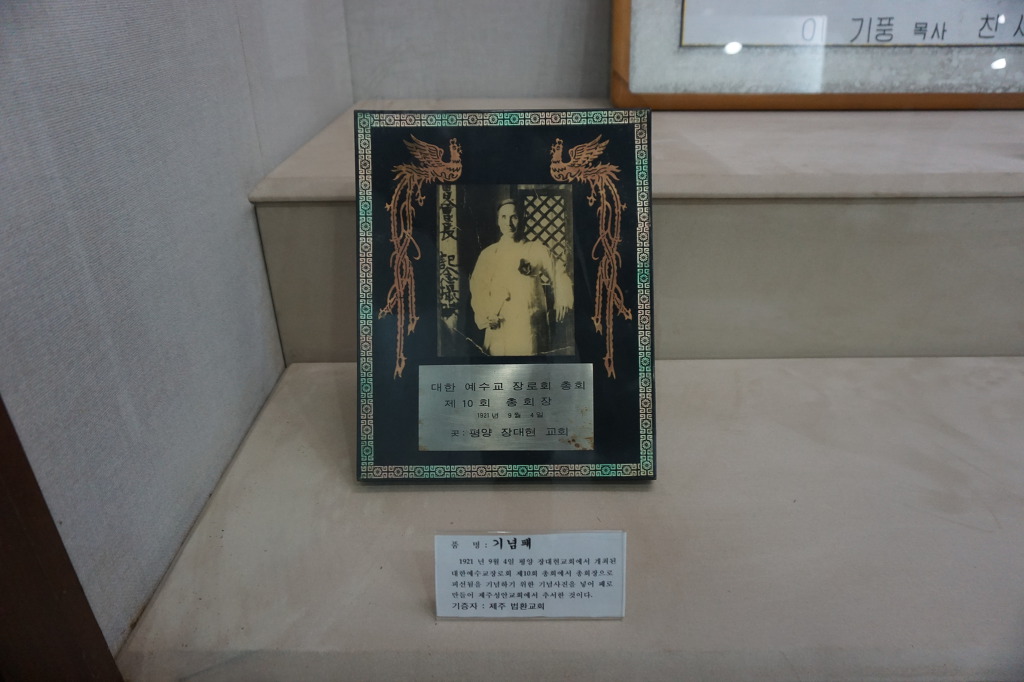 이 기풍 목사 친
會長 記念
대한 예수교 장로회 총회
제 10 회 총회장
1921 년 9 월 4 일
곳 : 평양 장대현 교회
품 명 : 기념패
1921 년 9월 4일 평양 장대현교회에서 개최된
대한예수교장로회 제10회 총회에서 총회장으로
피선됨을 기념하기 위한 기념사진을 넣어 패로
만들어 제주성안교회에서 추서한 것이다.
기증자 : 제주 법환교회